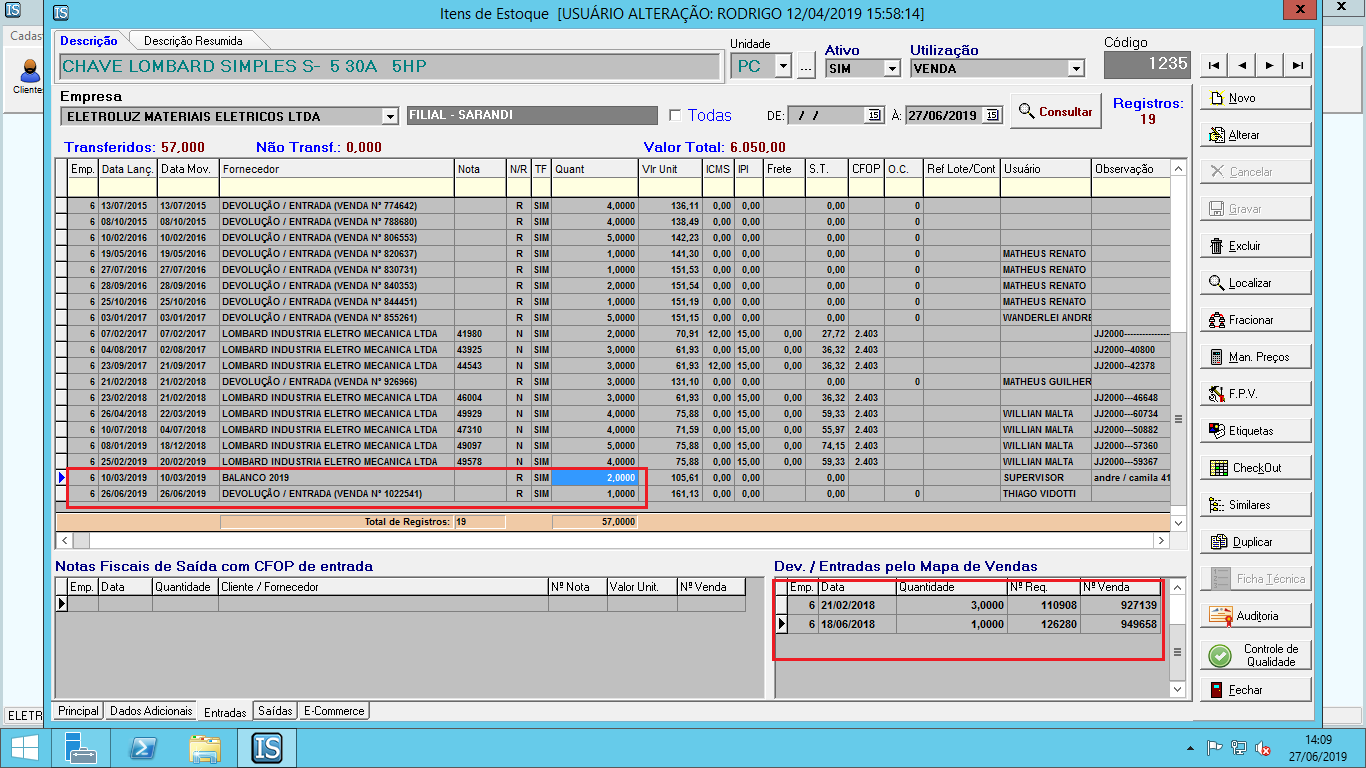 Itens de Estoque [USUÁRIO ALTERAÇÃO: RODRIGO 12/04/2019 15:58:14]
Descrição Descrição Resumida
CHAVE LOMBARD SIMPLES S- 5 30A 5HP
Unidade Ativo Utilização Código
PC ... SIM VENDA 1235
Empresa
ELETROLUZ MATERIAIS ELETRICOS LTDA FILIAL - SARANDI Todas DE: / / 15 À: 27/06/2019 15 Consultar Registros: 19
Transferidos: 57,000 Não Transf.: 0,000 Valor Total: 6.050,00
Emp. Data Lanç. Data Mov. Fornecedor Nota N/R TF Quant Vlr Unit ICMS IPI Frete S.T. CFOP O.C. Ref Lote/Cont Usuário Observação
6 13/07/2015 13/07/2015 DEVOLUÇÃO / ENTRADA (VENDA Nº 774642) R SIM 4,0000 136,11 0,00 0,00 0,00 0
6 08/10/2015 08/10/2015 DEVOLUÇÃO / ENTRADA (VENDA Nº 788680) R SIM 4,0000 138,49 0,00 0,00 0,00 0
6 10/02/2016 10/02/2016 DEVOLUÇÃO / ENTRADA (VENDA Nº 806553) R SIM 5,0000 142,23 0,00 0,00 0,00 0
6 19/05/2016 19/05/2016 DEVOLUÇÃO / ENTRADA (VENDA Nº 820637) R SIM 1,0000 141,30 0,00 0,00 0,00 0 MATHEUS RENATO
6 27/07/2016 27/07/2016 DEVOLUÇÃO / ENTRADA (VENDA Nº 830731) R SIM 1,0000 151,53 0,00 0,00 0,00 0 MATHEUS RENATO
6 28/09/2016 28/09/2016 DEVOLUÇÃO / ENTRADA (VENDA Nº 840353) R SIM 2,0000 151,54 0,00 0,00 0,00 0 MATHEUS RENATO
6 25/10/2016 25/10/2016 DEVOLUÇÃO / ENTRADA (VENDA Nº 844451) R SIM 1,0000 151,19 0,00 0,00 0,00 0 MATHEUS RENATO
6 03/01/2017 03/01/2017 DEVOLUÇÃO / ENTRADA (VENDA Nº 855261) R SIM 5,0000 151,15 0,00 0,00 0,00 0 WANDERLEI ANDRE
6 07/02/2017 07/02/2017 LOMBARD INDUSTRIA ELETRO MECANICA LTDA 41980 N SIM 2,0000 70,91 12,00 15,00 0,00 27,72 2.403 JJ2000----------------
6 04/08/2017 02/08/2017 LOMBARD INDUSTRIA ELETRO MECANICA LTDA 43925 N SIM 3,0000 61,93 0,00 15,00 0,00 36,32 2.403 JJ2000--40800
6 23/09/2017 21/09/2017 LOMBARD INDUSTRIA ELETRO MECANICA LTDA 44543 N SIM 3,0000 61,93 12,00 15,00 0,00 36,32 2.403 JJ2000--42378
6 21/02/2018 21/02/2018 DEVOLUÇÃO / ENTRADA (VENDA Nº 926966) R SIM 3,0000 131,10 0,00 0,00 0,00 0 MATHEUS GUILHER
6 23/02/2018 21/02/2018 LOMBARD INDUSTRIA ELETRO MECANICA LTDA 46004 N SIM 3,0000 61,93 0,00 15,00 0,00 36,32 2.403 JJ2000---46648
6 26/04/2018 22/03/2019 LOMBARD INDUSTRIA ELETRO MECANICA LTDA 49929 N SIM 4,0000 75,88 0,00 15,00 0,00 59,33 2.403 WILLIAN MALTA JJ2000---60734
6 10/07/2018 04/07/2018 LOMBARD INDUSTRIA ELETRO MECANICA LTDA 47310 N SIM 4,0000 71,59 0,00 15,00 0,00 55,97 2.403 WILLIAN MALTA JJ2000---50882
6 08/01/2019 18/12/2018 LOMBARD INDUSTRIA ELETRO MECANICA LTDA 49097 N SIM 5,0000 75,88 0,00 15,00 0,00 74,15 2.403 WILLIAN MALTA JJ2000---57360
6 25/02/2019 20/02/2019 LOMBARD INDUSTRIA ELETRO MECANICA LTDA 49578 N SIM 4,0000 75,88 0,00 15,00 0,00 59,33 2.403 WILLIAN MALTA JJ2000---59367
6 10/03/2019 10/03/2019 BALANCO 2019 R SIM 2,0000 105,61 0,00 0,00 0,00 SUPERVISOR andre / camila 41
6 26/06/2019 26/06/2019 DEVOLUÇÃO / ENTRADA (VENDA Nº 1022541) R SIM 1,0000 161,13 0,00 0,00 0,00 0 THIAGO VIDOTTI
Total de Registros: 19 57,0000
Notas Fiscais de Saída com CFOP de entrada
Emp. Data Quantidade Cliente / Fornecedor Nº Nota Valor Unit. Nº Venda
Dev. / Entradas pelo Mapa de Vendas
Emp. Data Quantidade Nº Req. Nº Venda
6 21/02/2018 3,0000 110908 927139
6 18/06/2018 1,0000 126280 949658
Principal Dados Adicionais Entradas Saídas E-Commerce
Novo
Alterar
Cancelar
Gravar
Excluir
Localizar
Fracionar
Man. Preços
F.P.V.
Etiquetas
CheckOut
Similares
Duplicar
Ficha Técnica
Auditoria
Controle de
Qualidade
Fechar
IS
Cadas
Cliente
ELETR
IS
IS
14:09
27/06/2019